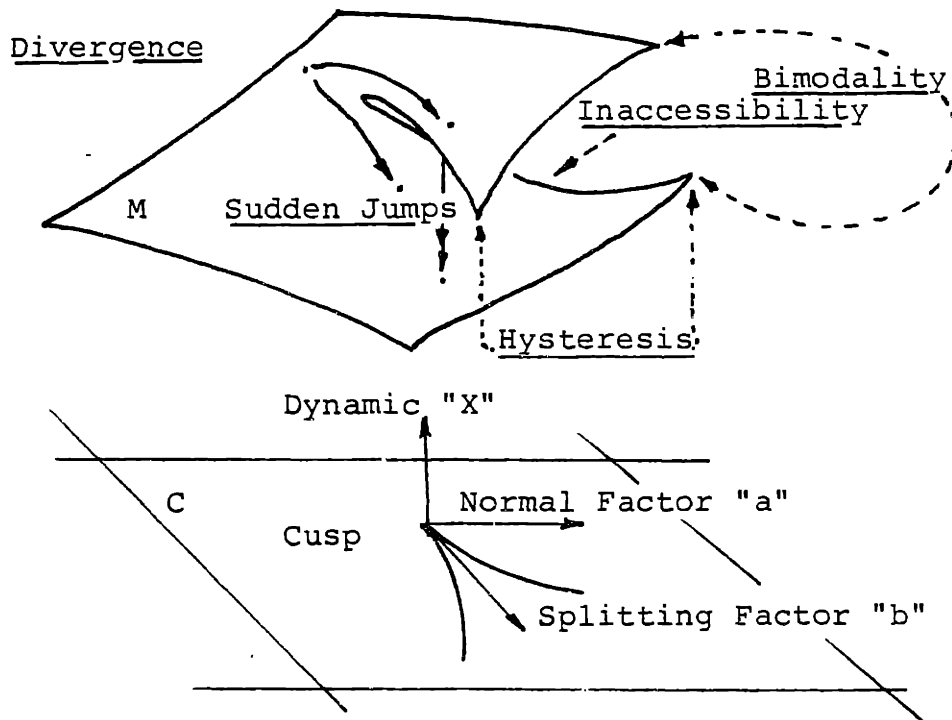 Divergence
Bimodality
Inaccessibility
M
Sudden Jumps
Hysteresis
Dynamic "X"
C
Normal Factor "a"
Cusp
Splitting Factor "b"